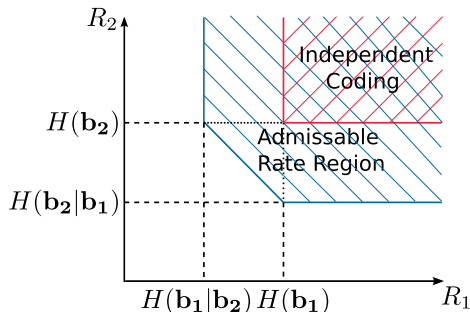 R₂
Independent
Coding
H(b₂)
Admissable
Rate Region
H(b₂|b₁)
H(b₁|b₂) H(b₁)
R₁